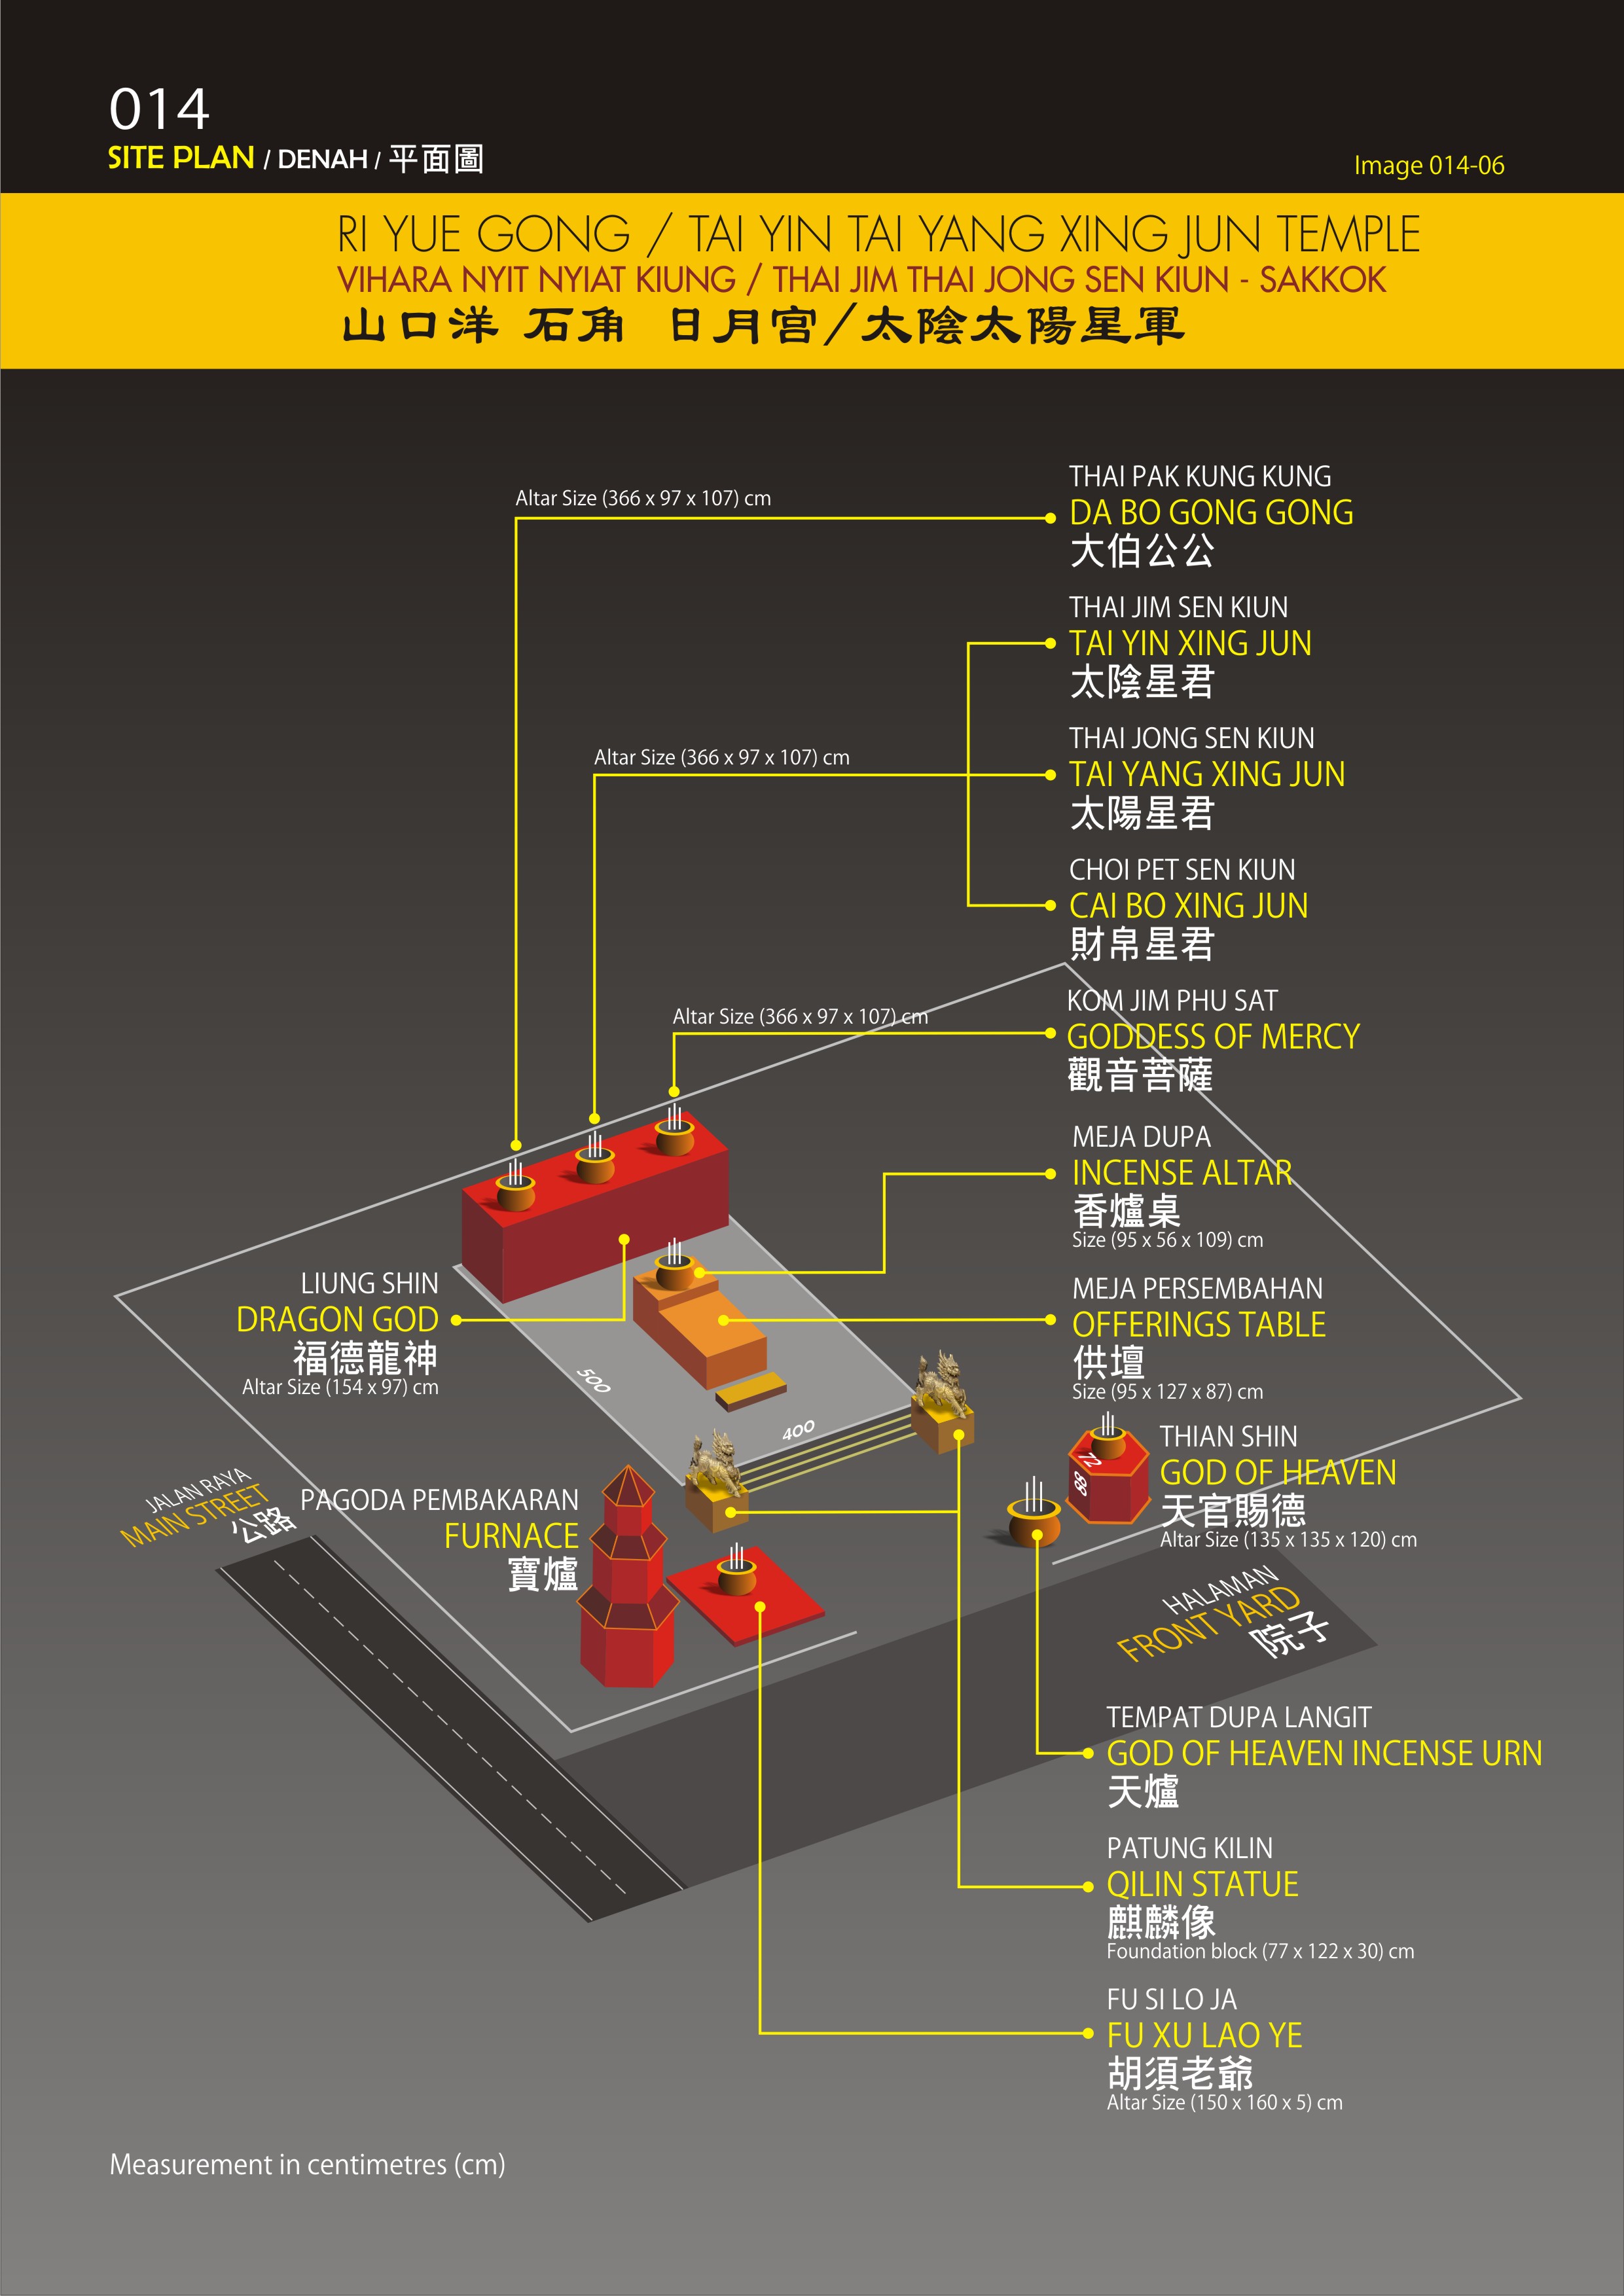 014
SITE PLAN / DENAH / 平面圖
Image 014-06
RI YUE GONG / TAI YIN TAI YANG XING JUN TEMPLE
VIHARA NYIT NYIAT KIUNG / THAI JIM THAI JONG SEN KIUN - SAKKOK
山口洋 石角 日月宫/太陰太陽星軍
Altar Size (366 x 97 x 107) cm
THAI PAK KUNG KUNG
DA BO GONG GONG
大伯公公
THAI JIM SEN KIUN
TAI YIN XING JUN
太陰星君
Altar Size (366 x 97 x 107) cm
THAI JONG SEN KIUN
TAI YANG XING JUN
太陽星君
CHOI PET SEN KIUN
CAI BO XING JUN
財帛星君
Altar Size (366 x 97 x 107) cm
KOM JIM PHU SAT
GODDESS OF MERCY
觀音菩薩
MEJA DUPA
INCENSE ALTAR
香爐桌
Size (95 x 56 x 109) cm
LIUNG SHIN
DRAGON GOD
福德龍神
Altar Size (154 x 97) cm
MEJA PERSEMBAHAN
OFFERINGS TABLE
供壇
Size (95 x 127 x 87) cm
500
400
THIAN SHIN
GOD OF HEAVEN
天官賜德
Altar Size (135 x 135 x 120) cm
72
68
JALAN RAYA
MAIN STREET
公路
PAGODA PEMBAKARAN
FURNACE
寶爐
HALAMAN
FRONT YARD
院子
TEMPAT DUPA LANGIT
GOD OF HEAVEN INCENSE URN
天爐
PATUNG KILIN
QILIN STATUE
麒麟像
Foundation block (77 x 122 x 30) cm
FU SI LO JA
FU XU LAO YE
胡須老爺
Altar Size (150 x 160 x 5) cm
Measurement in centimetres (cm)